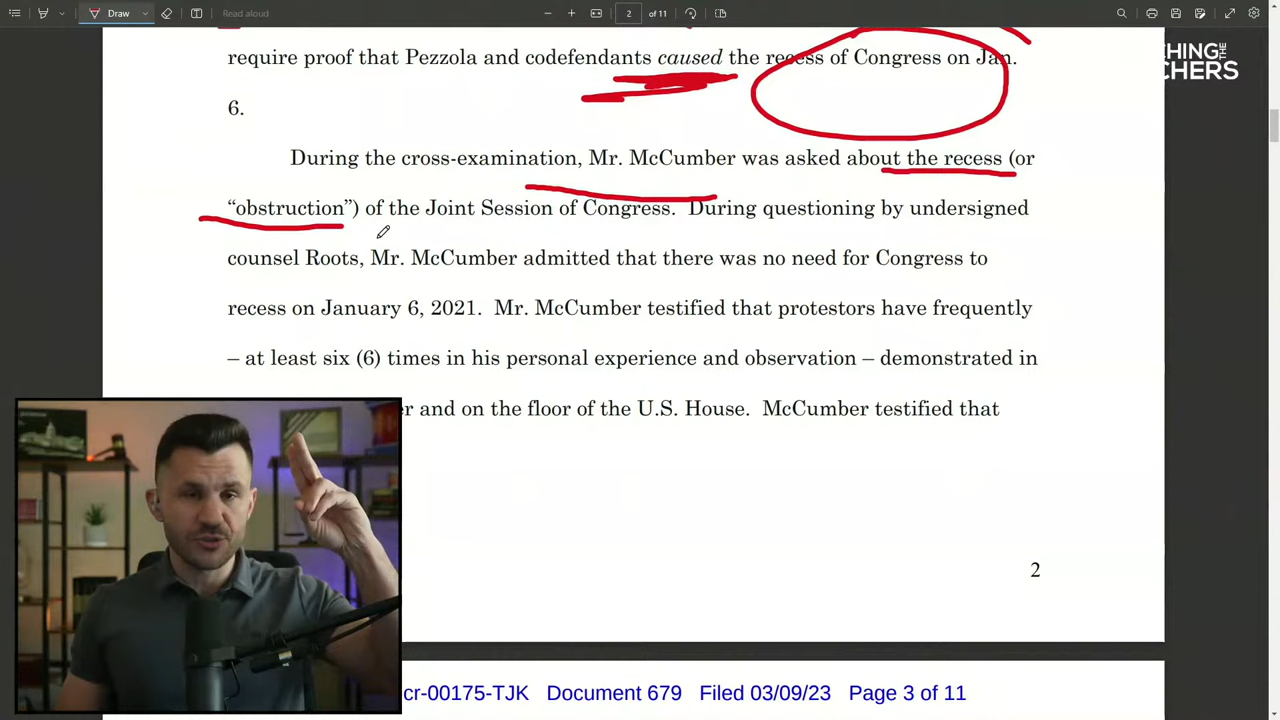 Draw
Read aloud
2 of 11
CHING THE
CHERS
require proof that Pezzola and codefendants caused the recess of Congress on Jan.
6.
During the cross-examination, Mr. McCumber was asked about the recess (or
“obstruction”) of the Joint Session of Congress. During questioning by undersigned
counsel Roots, Mr. McCumber admitted that there was no need for Congress to
recess on January 6, 2021. Mr. McCumber testified that protestors have frequently
– at least six (6) times in his personal experience and observation – demonstrated in
er and on the floor of the U.S. House. McCumber testified that
2
cr-00175-TJK Document 679 Filed 03/09/23 Page 3 of 11